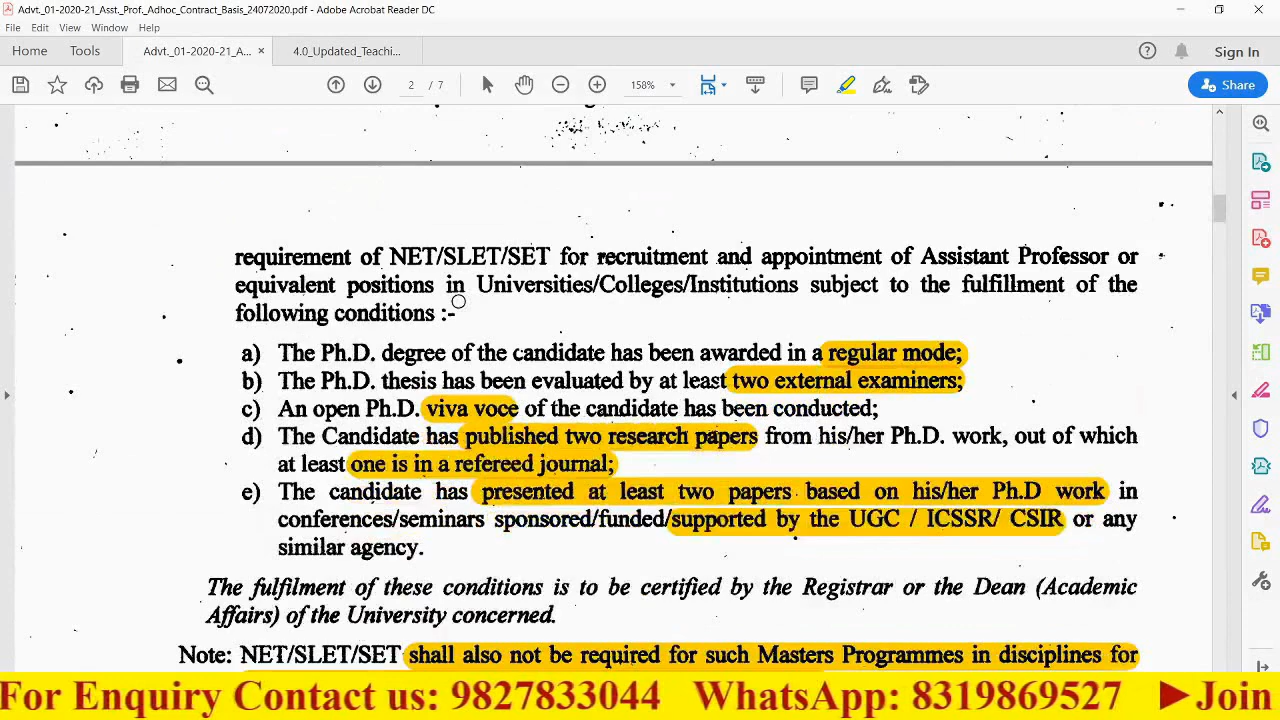 Advt._01-2020-21_Asst._Prof._Adhoc_Contract_Basis_24072020.pdf - Adobe Acrobat Reader DC
File Edit View Window Help
Home Tools Advt._01-2020-21_A... × 4.0_Updated_Teachi... Sign In
2 / 7 158% Share
requirement of NET/SLET/SET for recruitment and appointment of Assistant Professor or
equivalent positions in Universities/Colleges/Institutions subject to the fulfillment of the
following conditions :-
a) The Ph.D. degree of the candidate has been awarded in a regular mode;
b) The Ph.D. thesis has been evaluated by at least two external examiners;
c) An open Ph.D. viva voce of the candidate has been conducted;
d) The Candidate has published two research papers from his/her Ph.D. work, out of which
at least one is in a refereed journal;
e) The candidate has presented at least two papers based on his/her Ph.D work in
conferences/seminars sponsored/funded/supported by the UGC / ICSSR/ CSIR or any
similar agency.
The fulfilment of these conditions is to be certified by the Registrar or the Dean (Academic
Affairs) of the University concerned.
Note: NET/SLET/SET shall also not be required for such Masters Programmes in disciplines for
For Enquiry Contact us: 9827833044 WhatsApp: 8319869527 ►Join